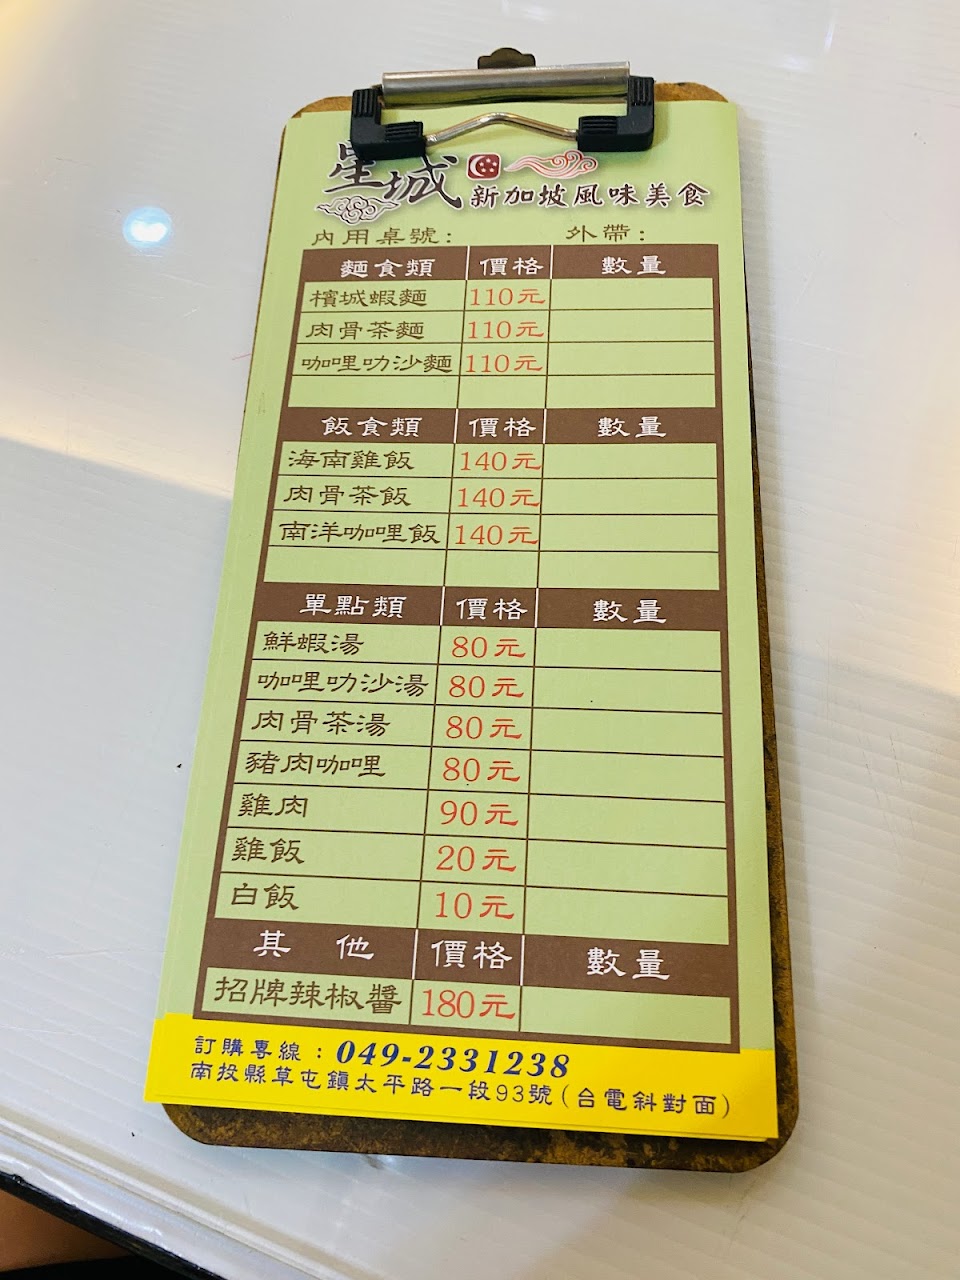 星城 新加坡風味美食
內用桌號： 外帶：
麵食類 價格 數量
檳城蝦麵 110元
肉骨茶麵 110元
咖哩叻沙麵 110元
飯食類 價格 數量
海南雞飯 140元
肉骨茶飯 140元
南洋咖哩飯 140元
單點類 價格 數量
鮮蝦湯 80元
咖哩叻沙湯 80元
肉骨茶湯 80元
豬肉咖哩 80元
雞肉 90元
雞飯 20元
白飯 10元
其他 價格 數量
招牌辣椒醬 180元
訂購專線：049-2331238
南投縣草屯鎮太平路一段93號(台電斜對面)